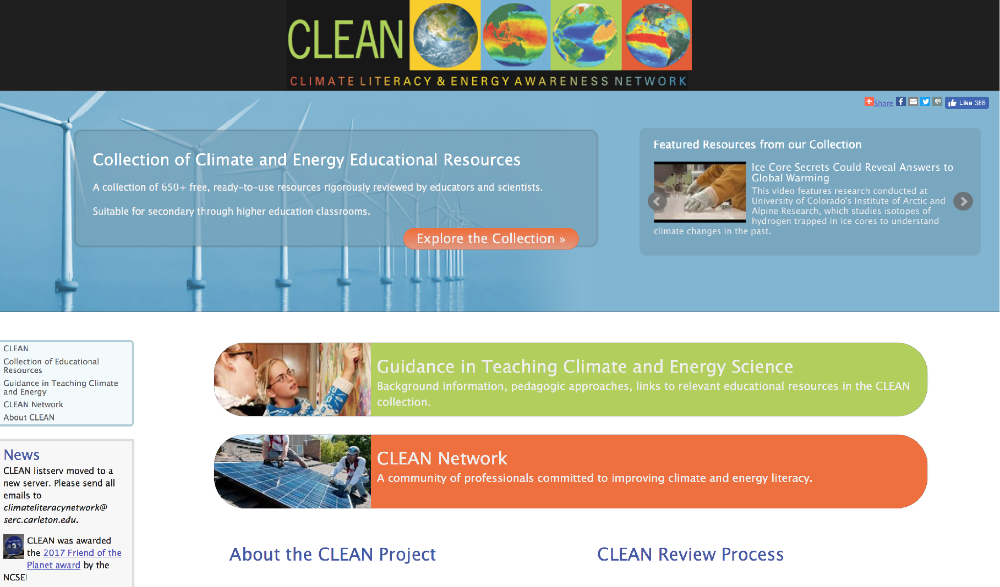 CLEAN
CLIMATE LITERACY & ENERGY AWARENESS NETWORK
Share
Like 386
Collection of Climate and Energy Educational Resources
A collection of 650+ free, ready-to-use resources rigorously reviewed by educators and scientists.
Suitable for secondary through higher education classrooms.
Explore the Collection »
Featured Resources from our Collection
Ice Core Secrets Could Reveal Answers to
Global Warming
This video features research conducted at
University of Colorado's Institute of Arctic and
Alpine Research, which studies isotopes of
hydrogen trapped in ice cores to understand
climate changes in the past.
CLEAN
Collection of Educational
Resources
Guidance in Teaching Climate
and Energy
CLEAN Network
About CLEAN
News
CLEAN listserv moved to a
new server. Please send all
emails to
climateliteracynetwork@
serc.carleton.edu.
CLEAN was awarded
the 2017 Friend of the
Planet award by the
NCSE!
Guidance in Teaching Climate and Energy Science
Background information, pedagogic approaches, links to relevant educational resources in the CLEAN
collection.
CLEAN Network
A community of professionals committed to improving climate and energy literacy.
About the CLEAN Project
CLEAN Review Process